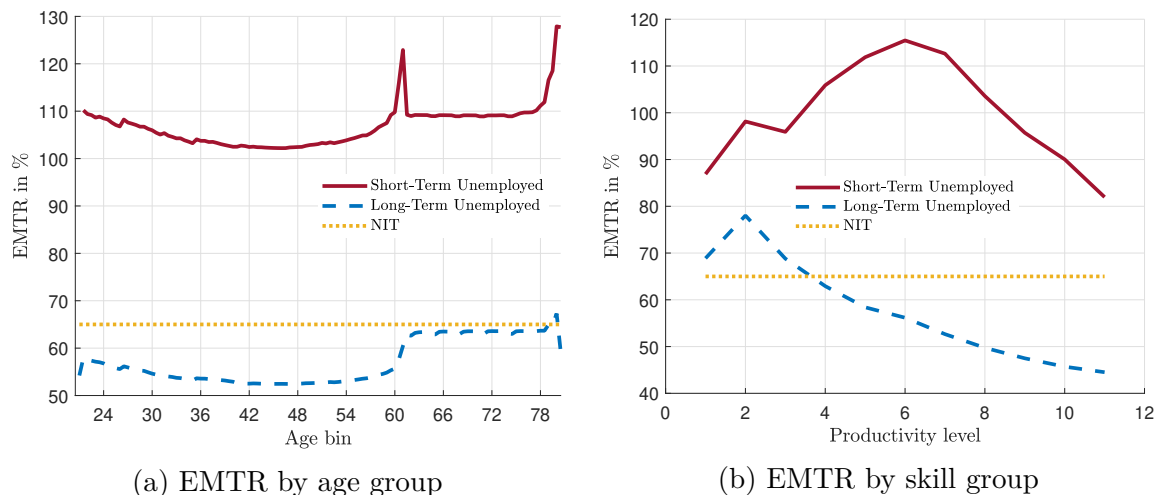 130
120
110
100
90
80
70
60
50
EMTR in %
24
30
36
42
48
54
60
66
72
78
Age bin
Short-Term Unemployed
Long-Term Unemployed
NIT
(a) EMTR by age group
120
110
100
90
80
70
60
50
40
EMTR in %
0
2
4
6
8
10
12
Productivity level
Short-Term Unemployed
Long-Term Unemployed
NIT
(b) EMTR by skill group